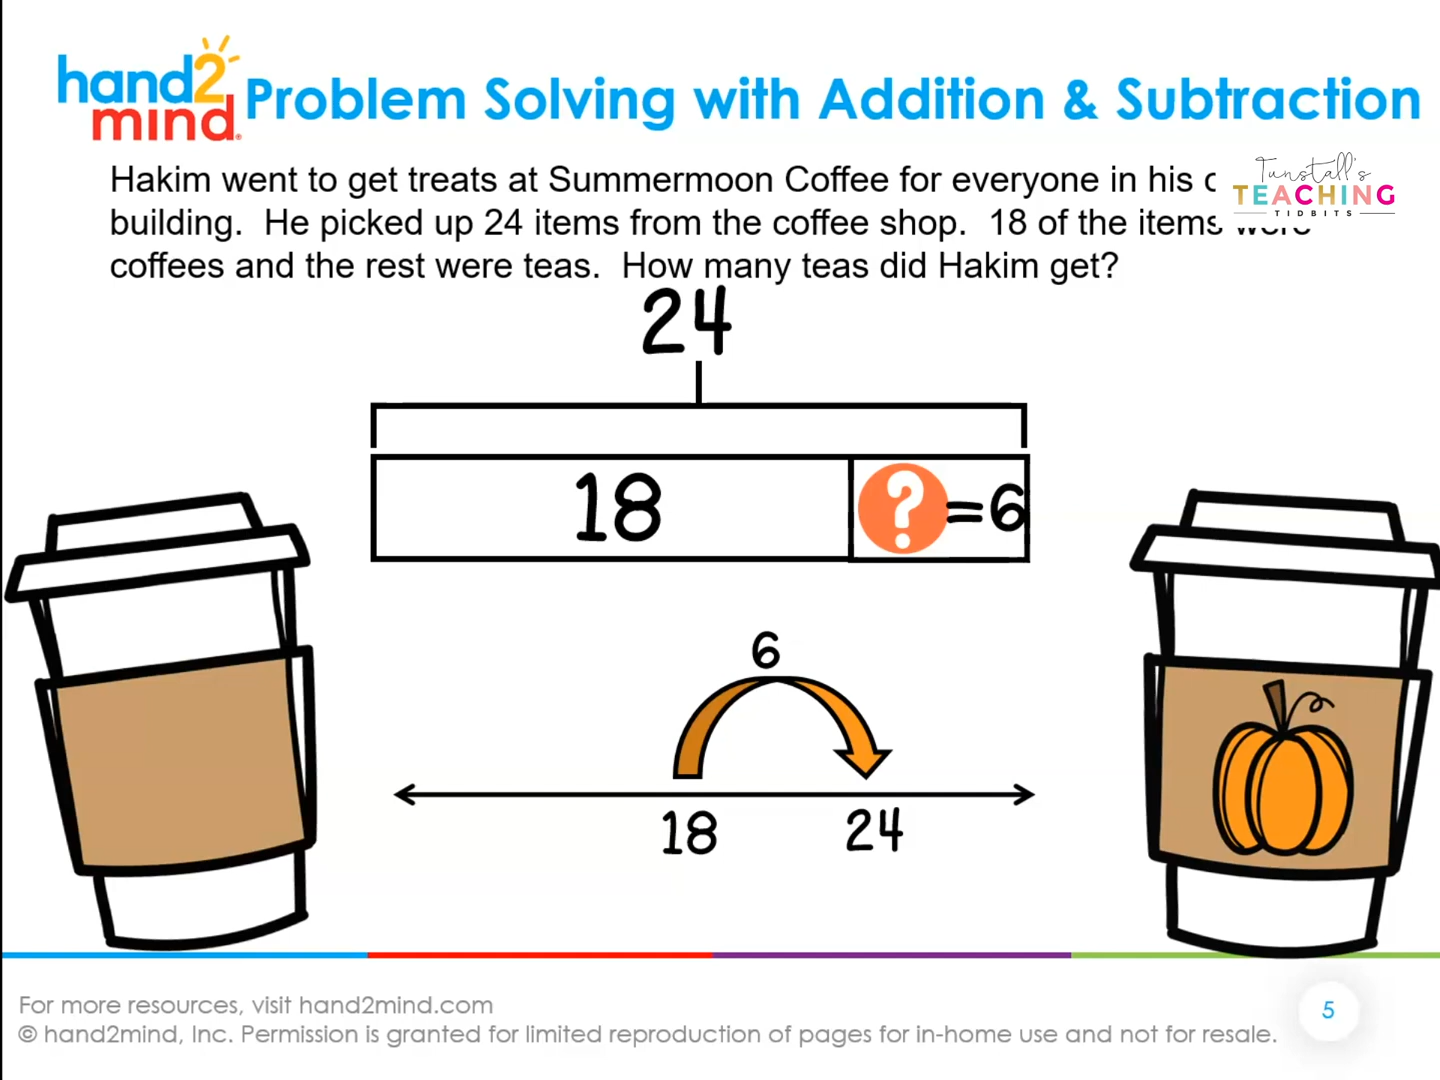 hand2
mind®
Problem Solving with Addition & Subtraction
Hakim went to get treats at Summermoon Coffee for everyone in his
building. He picked up 24 items from the coffee shop. 18 of the items were
coffees and the rest were teas. How many teas did Hakim get?
Tunstall's
TEACHING
TIDBITS
24
18
?
=6
6
18
24
For more resources, visit hand2mind.com
© hand2mind, Inc. Permission is granted for limited reproduction of pages for in-home use and not for resale.
5